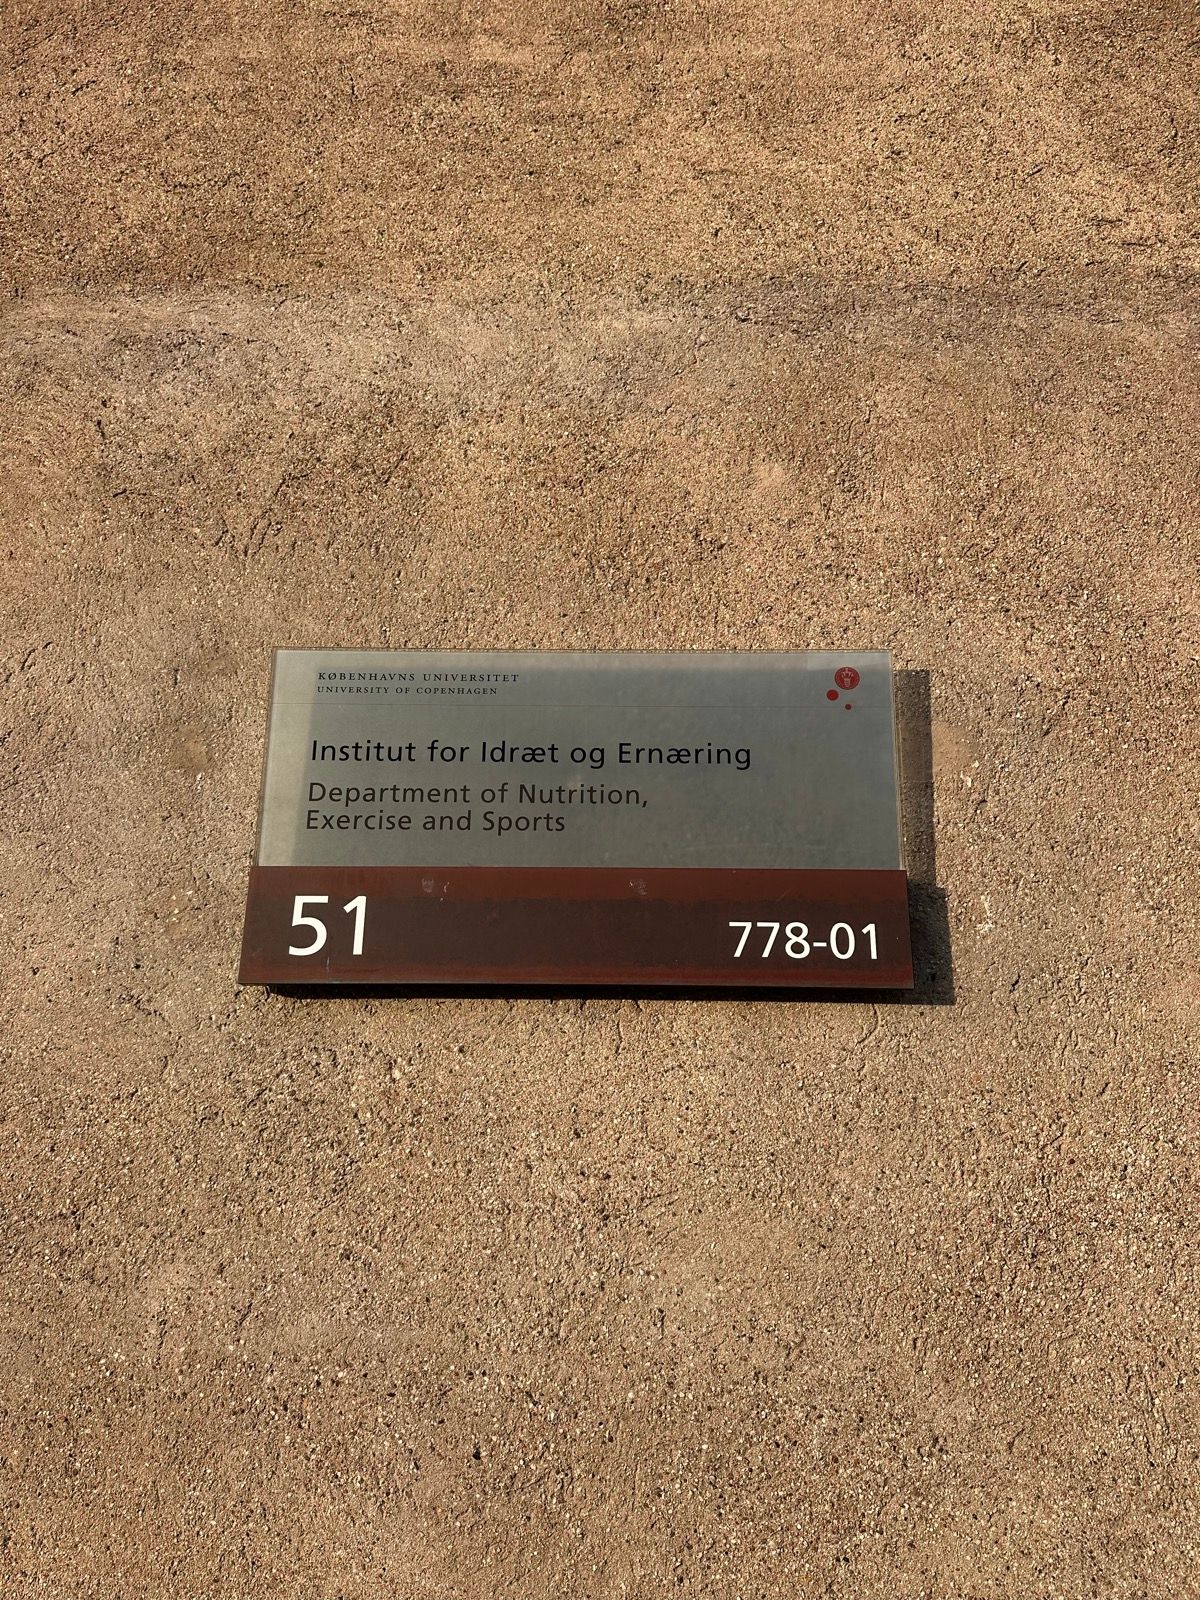 KØBENHAVNS UNIVERSITET
UNIVERSITY OF COPENHAGEN
Institut for Idræt og Ernæring
Department of Nutrition,
Exercise and Sports
51
778-01